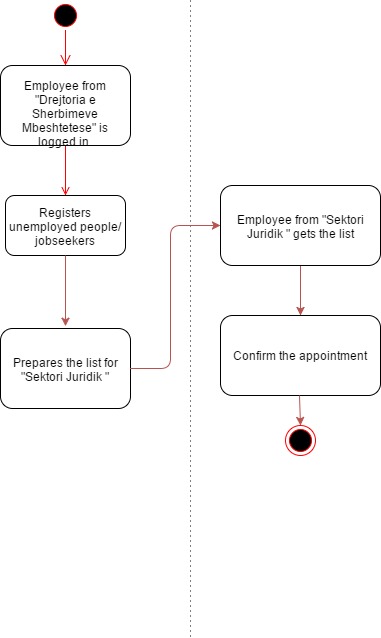 Employee from
"Drejtoria e
Sherbimeve
Mbeshtetese" is
logged in
Registers
unemployed people/
jobseekers
Prepares the list for
"Sektori Juridik "
Employee from "Sektori
Juridik " gets the list
Confirm the appointment